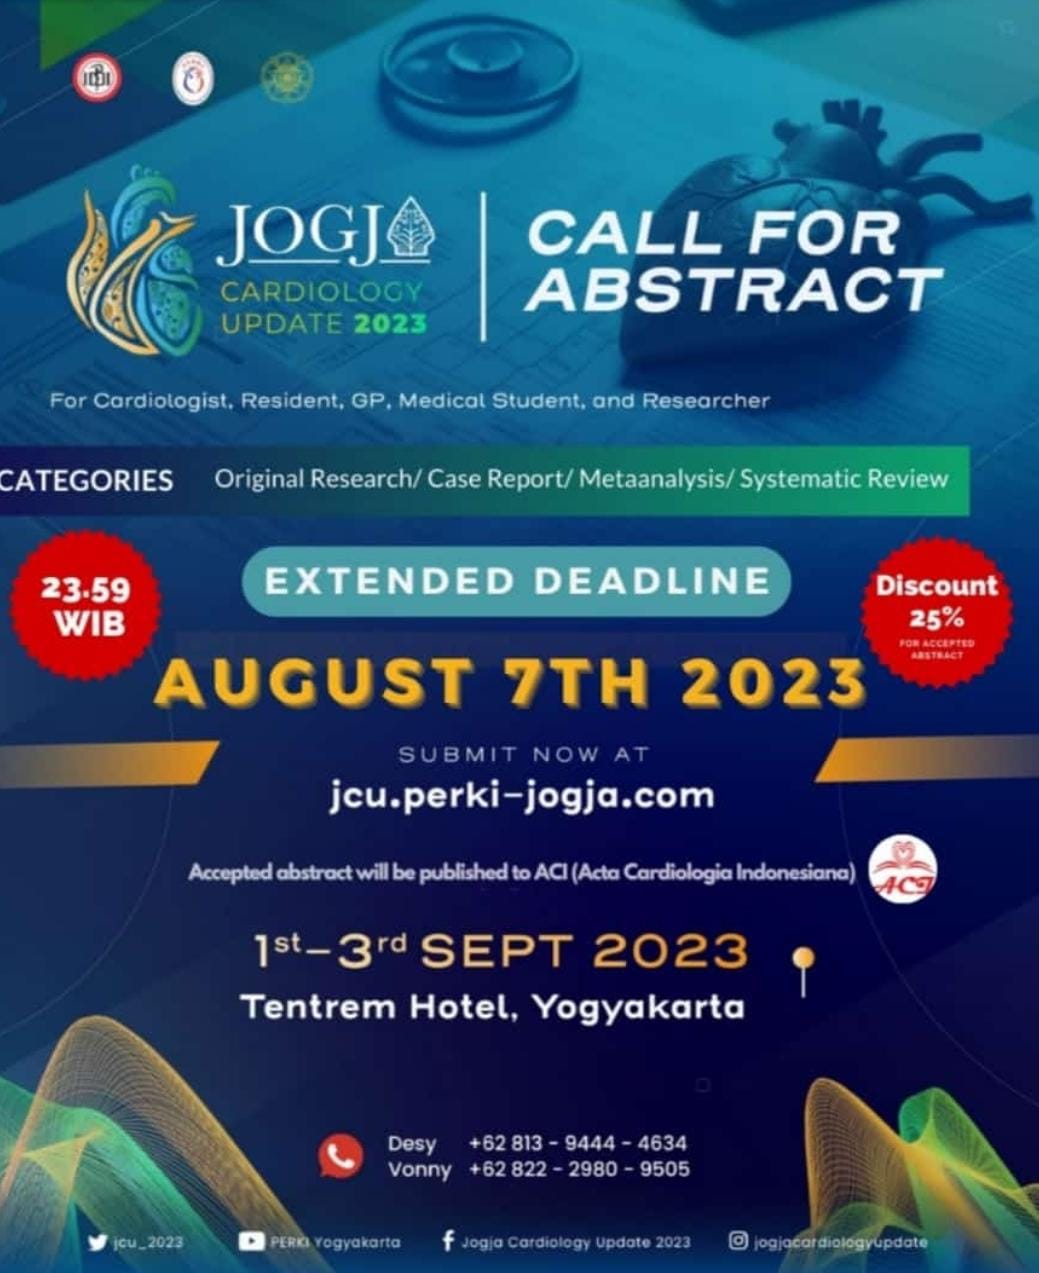 JOGJA
CARDIOLOGY
UPDATE 2023
CALL FOR
ABSTRACT
For Cardiologist, Resident, GP, Medical Student, and Researcher
CATEGORIES Original Research/ Case Report/ Metaanalysis/ Systematic Review
23.59
WIB
EXTENDED DEADLINE
Discount
25%
FOR ACCEPTED
ABSTRACT
AUGUST 7TH 2023
SUBMIT NOW AT
jcu.perki-jogja.com
Accepted abstract will be published to ACI (Acta Cardiologia Indonesiana)
ACI
1st-3rd SEPT 2023
Tentrem Hotel, Yogyakarta
Desy +62 813 - 9444 - 4634
Vonny +62 822 - 2980 - 9505
jcu_2023 PERKI Yogyakarta Jogja Cardiology Update 2023 jogjacardiologyupdate